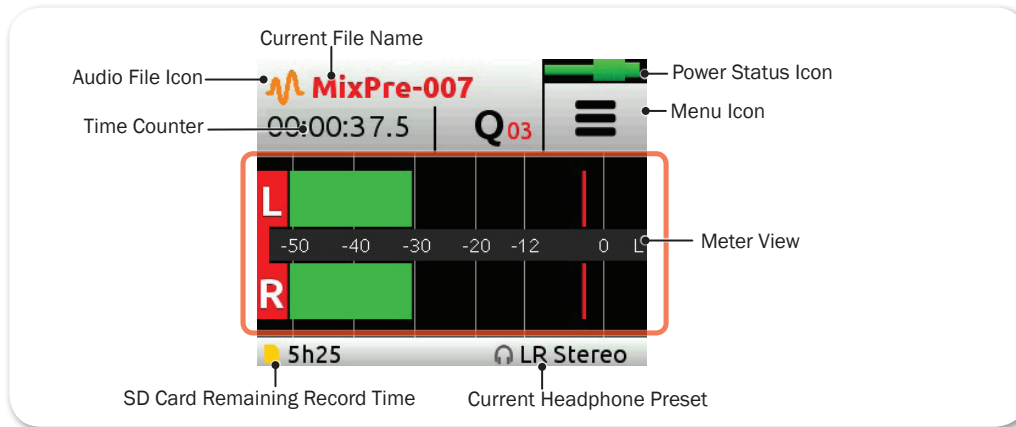 Current File Name
Audio File Icon
MixPre-007
Power Status Icon
Menu Icon
Time Counter
00:00:37.5
Q03
L
-50 -40 -30 -20 -12 0 L
Meter View
R
5h25
LR Stereo
SD Card Remaining Record Time
Current Headphone Preset